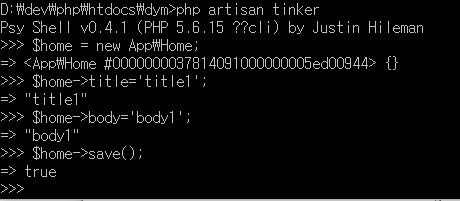 D:₩dev₩php₩htdocs₩dym>php artisan tinker
Psy Shell v0.4.1 (PHP 5.6.15 ??cli) by Justin Hileman
>>> $home = new App₩Home;
=> <App₩Home #0000000037814091000000005ed00944> {}
>>> $home->title='title1';
=> "title1"
>>> $home->body='body1';
=> "body1"
>>> $home->save();
=> true
>>>